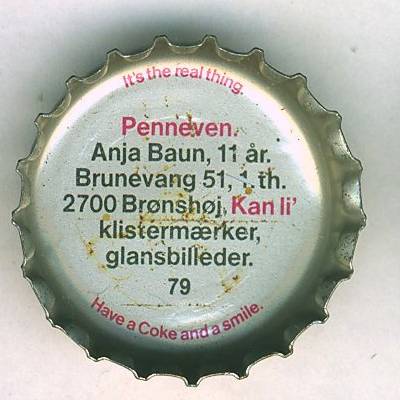 It's the real thing.
Penneven.
Anja Baun, 11 år.
Brunevang 51, 1. th.
2700 Brønshøj. Kan li'
klistermærker,
glansbilleder.
79
Have a Coke and a smile.